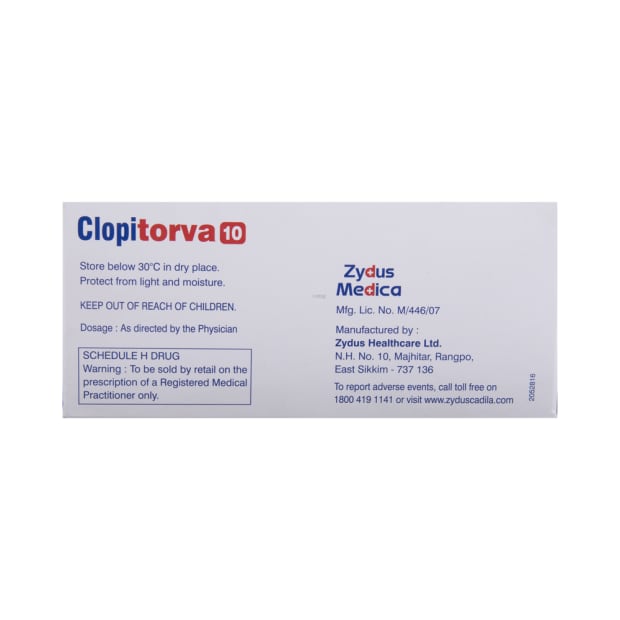 Clopitorva 10
Store below 30°C in dry place.
Protect from light and moisture.
KEEP OUT OF REACH OF CHILDREN.
Dosage : As directed by the Physician
SCHEDULE H DRUG
Warning : To be sold by retail on the
prescription of a Registered Medical
Practitioner only.
Zydus
Medica
Mfg. Lic. No. M/446/07
Manufactured by :
Zydus Healthcare Ltd.
N.H. No. 10, Majhitar, Rangpo,
East Sikkim - 737 136
To report adverse events, call toll free on
1800 419 1141 or visit www.zyduscadila.com
2052816